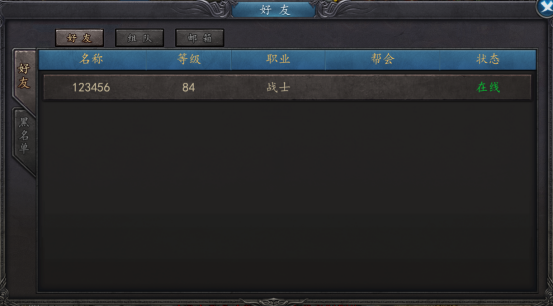 好友
好友 组队 邮箱
名称 等级 职业 帮会 状态
好友
123456 84 战士 在线
黑名单